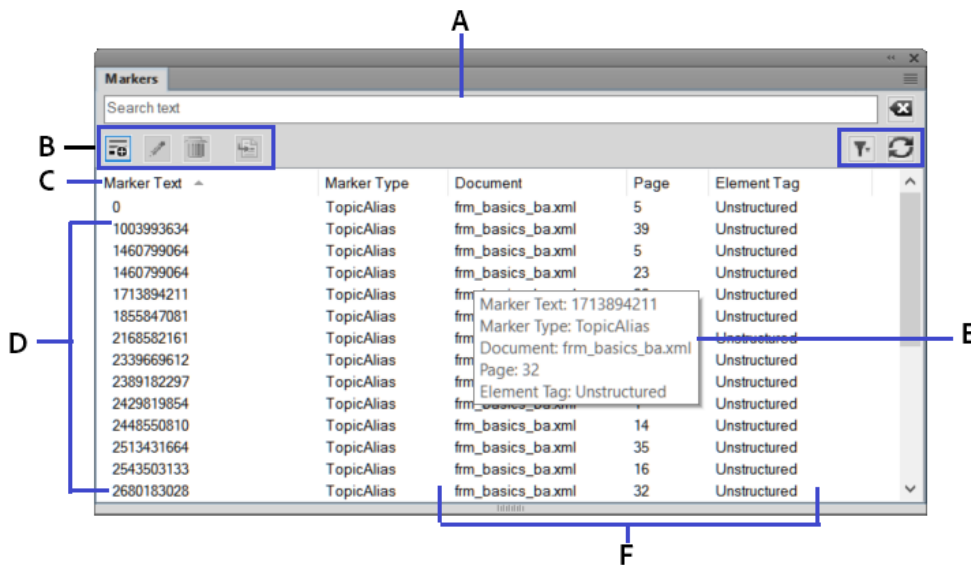 A
Markers
Search text
B
C
Marker Text Marker Type Document Page Element Tag
0 TopicAlias frm_basics_ba.xml 5 Unstructured
1003993634 TopicAlias frm_basics_ba.xml 39 Unstructured
1460799064 TopicAlias frm_basics_ba.xml 5 Unstructured
1460799064 TopicAlias frm_basics_ba.xml 23 Unstructured
1713894211 TopicAlias Unstructured
1855847081 TopicAlias Unstructured
2168582161 TopicAlias Unstructured
2339669612 TopicAlias Unstructured
2389182297 TopicAlias Unstructured
2429819854 TopicAlias frm_basics_ba.xml Unstructured
2448550810 TopicAlias frm_basics_ba.xml 14 Unstructured
2513431664 TopicAlias frm_basics_ba.xml 35 Unstructured
2543503133 TopicAlias frm_basics_ba.xml 16 Unstructured
2680183028 TopicAlias frm_basics_ba.xml 32 Unstructured
Marker Text: 1713894211
Marker Type: TopicAlias
Document: frm_basics_ba.xml
Page: 32
Element Tag: Unstructured
D
E
F